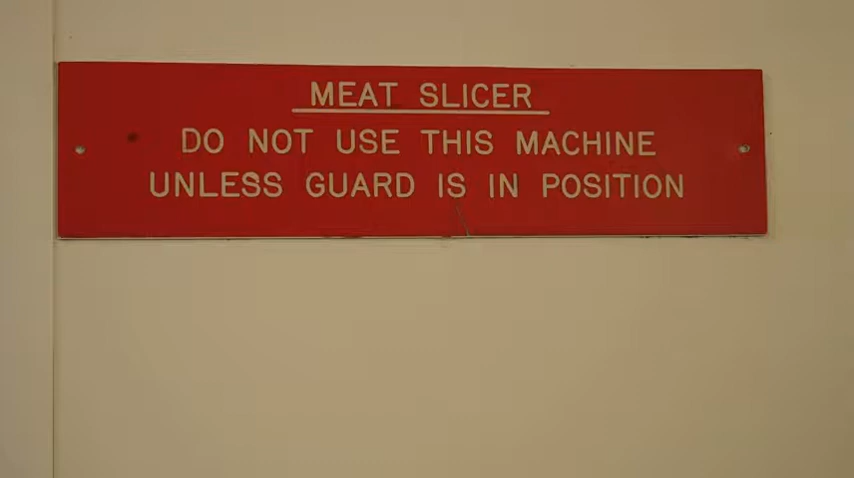 MEAT SLICER
DO NOT USE THIS MACHINE
UNLESS GUARD IS IN POSITION